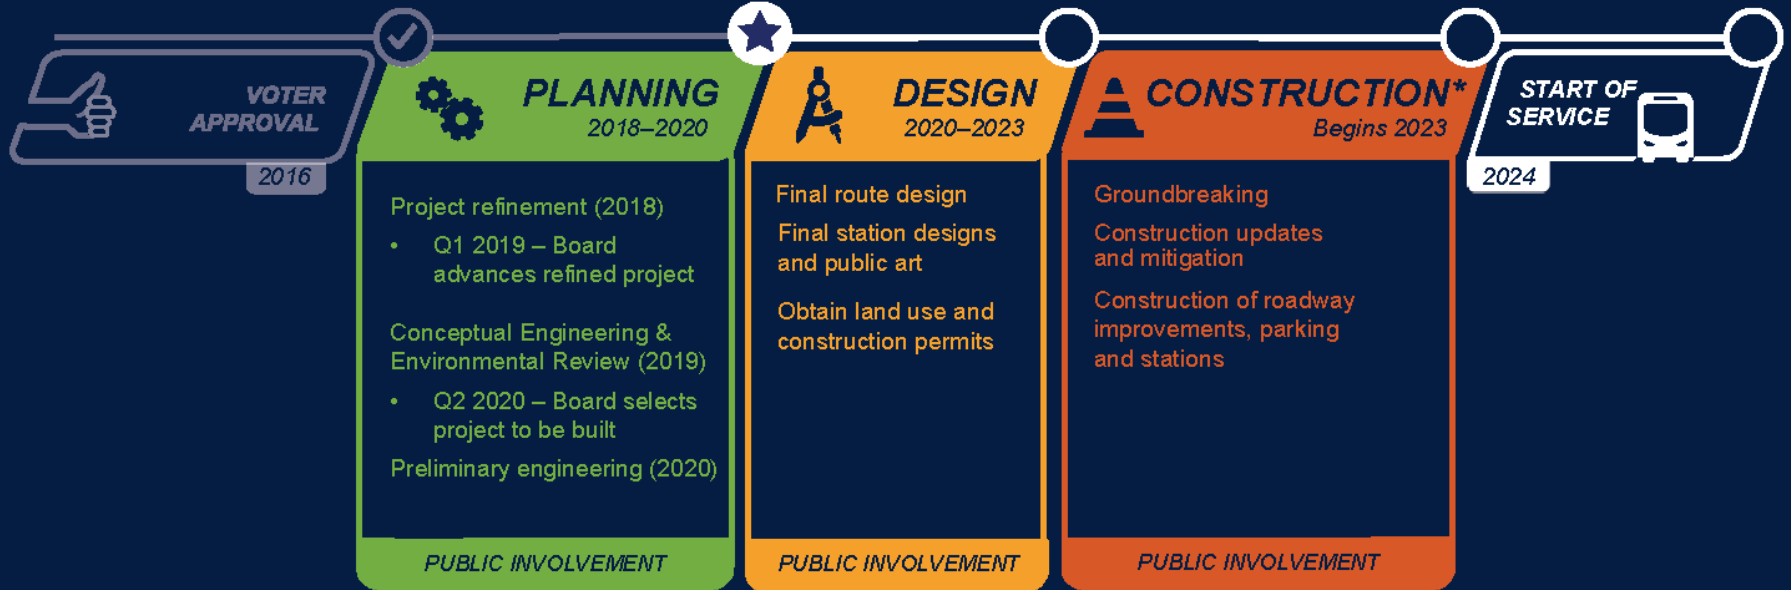 VOTER
APPROVAL
2016
PLANNING
2018–2020
Project refinement (2018)
• Q1 2019 – Board
advances refined project
Conceptual Engineering &
Environmental Review (2019)
• Q2 2020 – Board selects
project to be built
Preliminary engineering (2020)
PUBLIC INVOLVEMENT
DESIGN
2020–2023
Final route design
Final station designs
and public art
Obtain land use and
construction permits
PUBLIC INVOLVEMENT
CONSTRUCTION*
Begins 2023
Groundbreaking
Construction updates
and mitigation
Construction of roadway
improvements, parking
and stations
PUBLIC INVOLVEMENT
START OF
SERVICE
2024